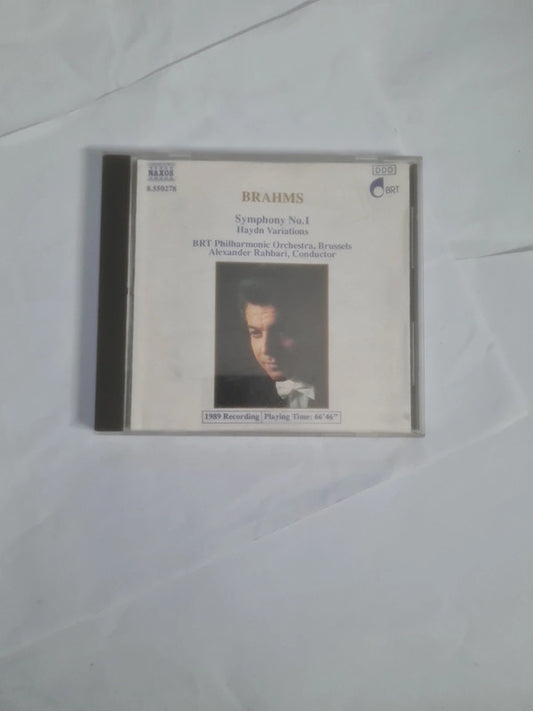 NAXOS
8.550278
DDD
BRT
BRAHMS
Symphony No.1
Haydn Variations
BRT Philharmonic Orchestra, Brussels
Alexander Rahbari, Conductor
1989 Recording Playing Time: 66'46"